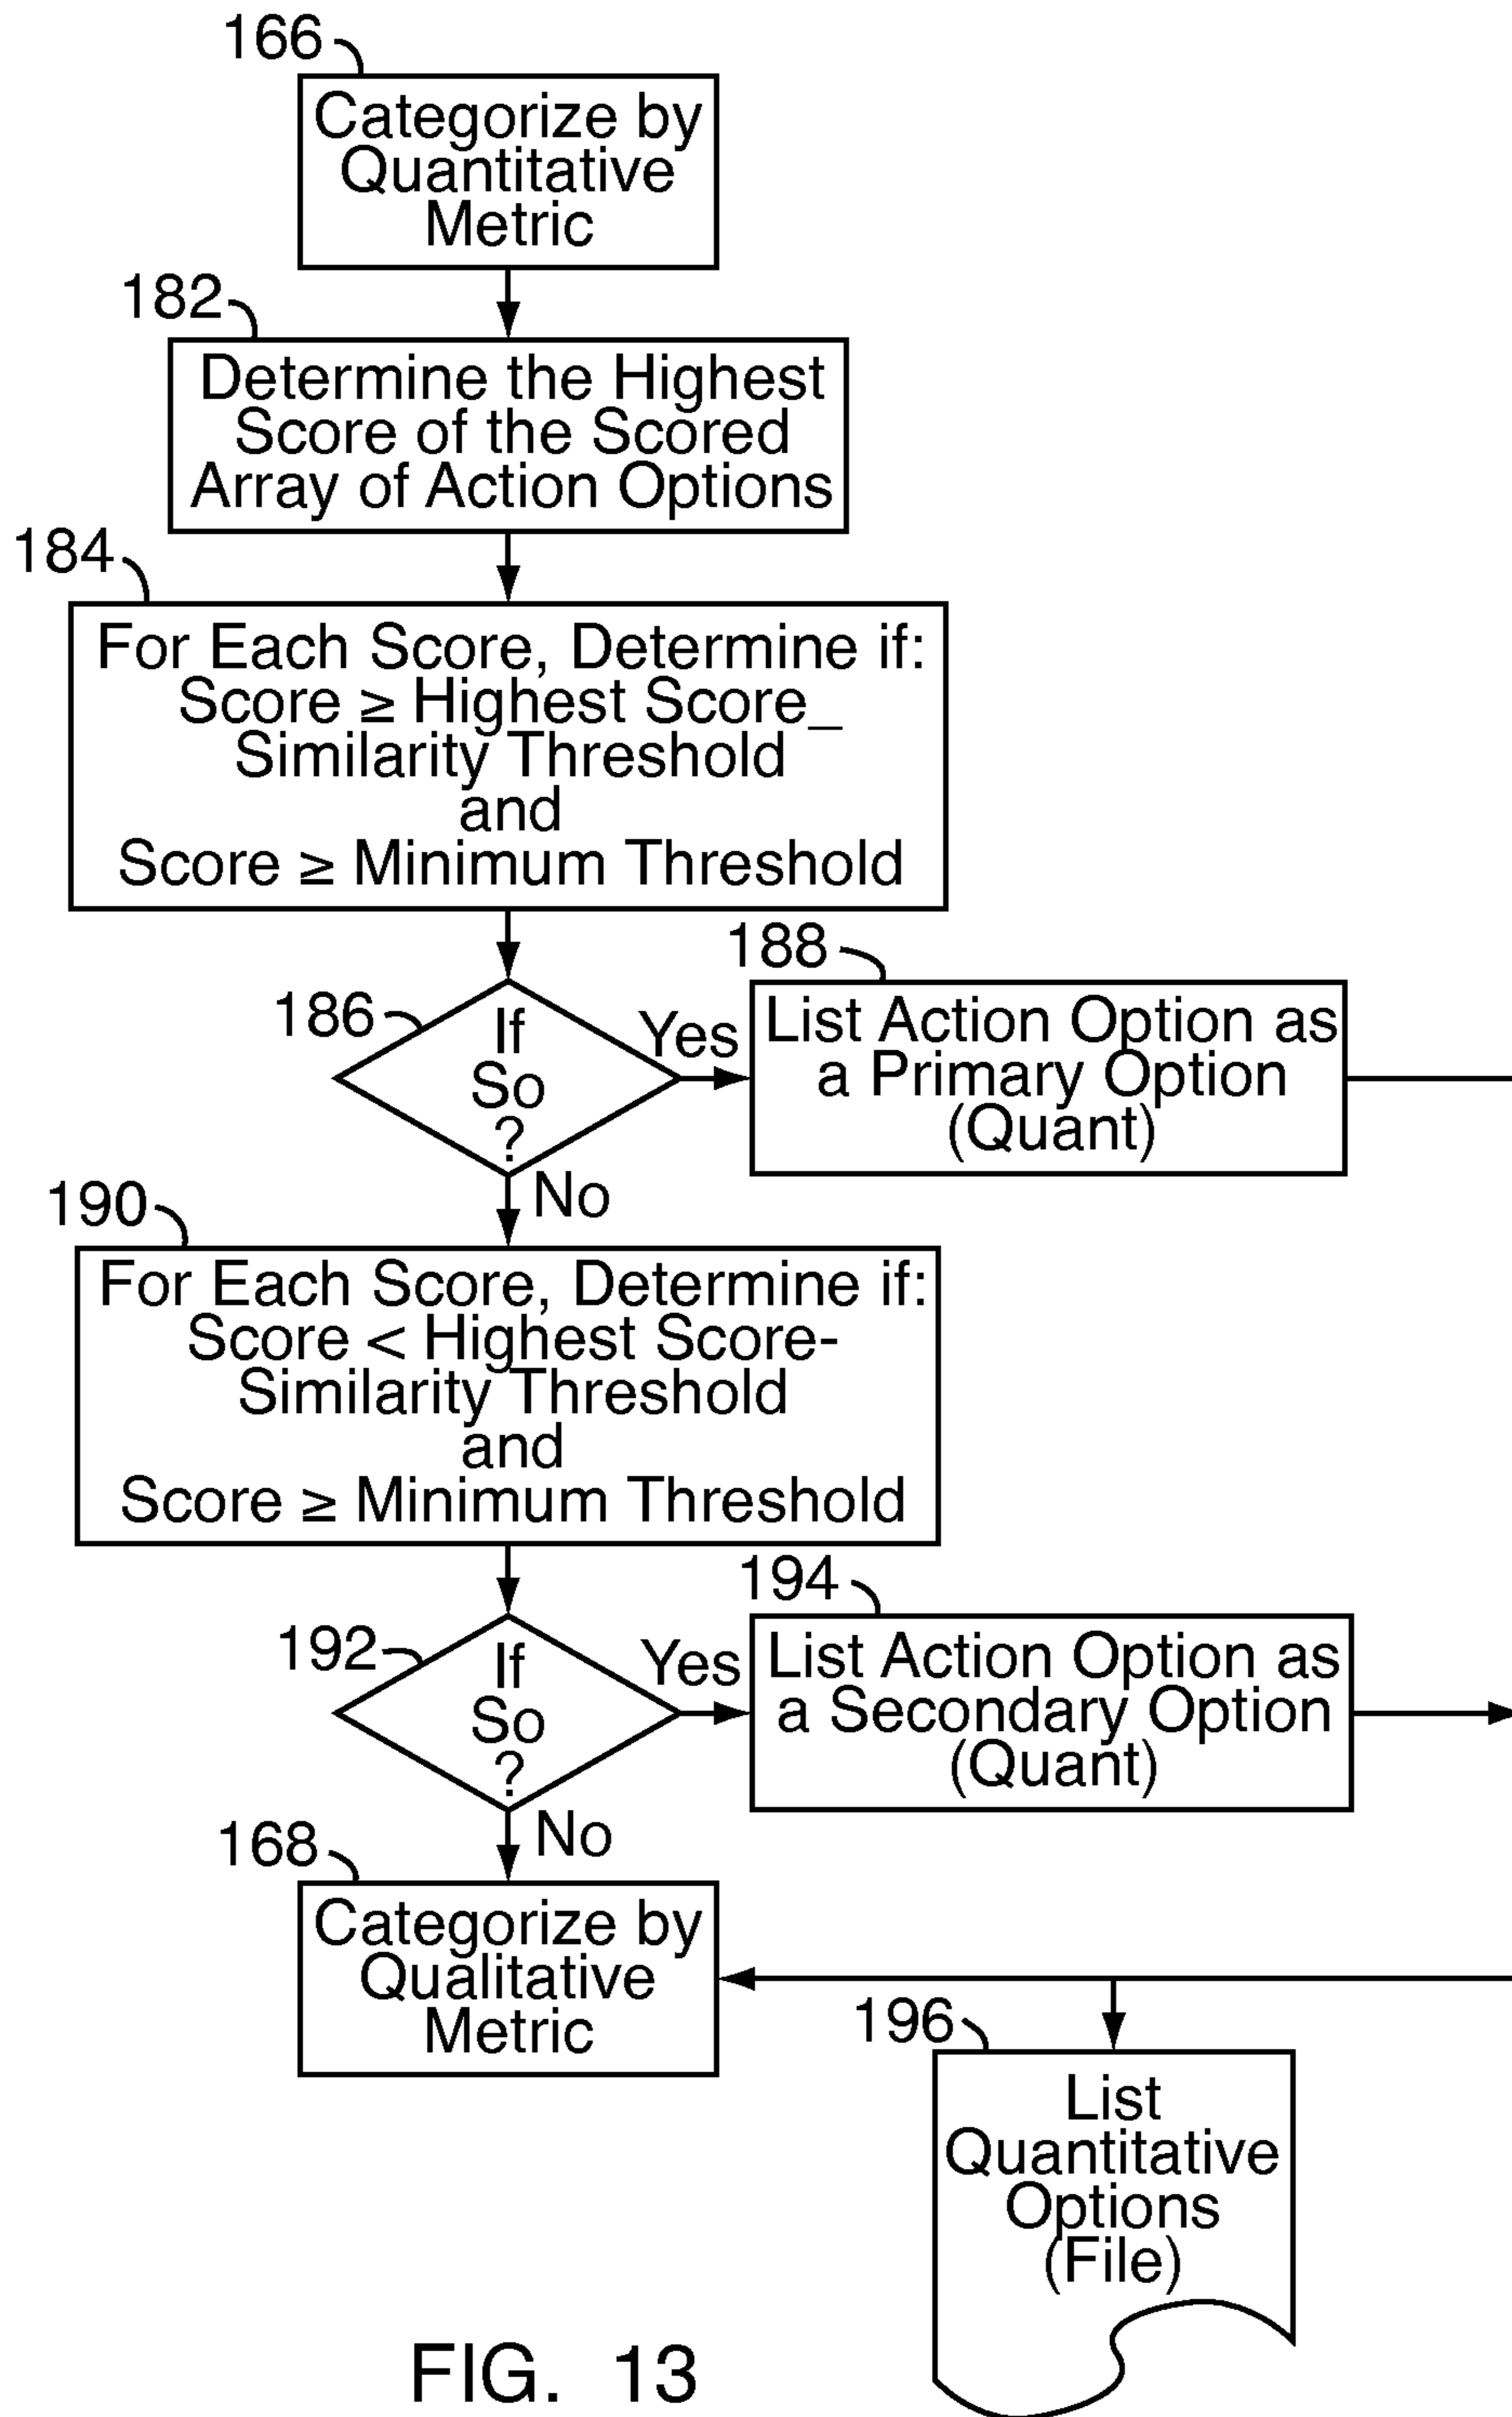 166
Categorize by
Quantitative
Metric
182
Determine the Highest
Score of the Scored
Array of Action Options
184
For Each Score, Determine if:
Score ≥ Highest Score_
Similarity Threshold
and
Score ≥ Minimum Threshold
186
If
So
?
Yes
188
List Action Option as
a Primary Option
(Quant)
No
190
For Each Score, Determine if:
Score < Highest Score-
Similarity Threshold
and
Score ≥ Minimum Threshold
192
If
So
?
Yes
194
List Action Option as
a Secondary Option
(Quant)
No
168
Categorize by
Qualitative
Metric
196
List
Quantitative
Options
(File)
FIG. 13